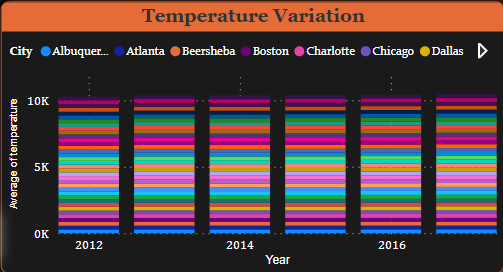 Temperature Variation
City Albuquer... Atlanta Beersheba Boston Charlotte Chicago Dallas
10K
5K
0K
Average of temperature
2012 2014 2016
Year